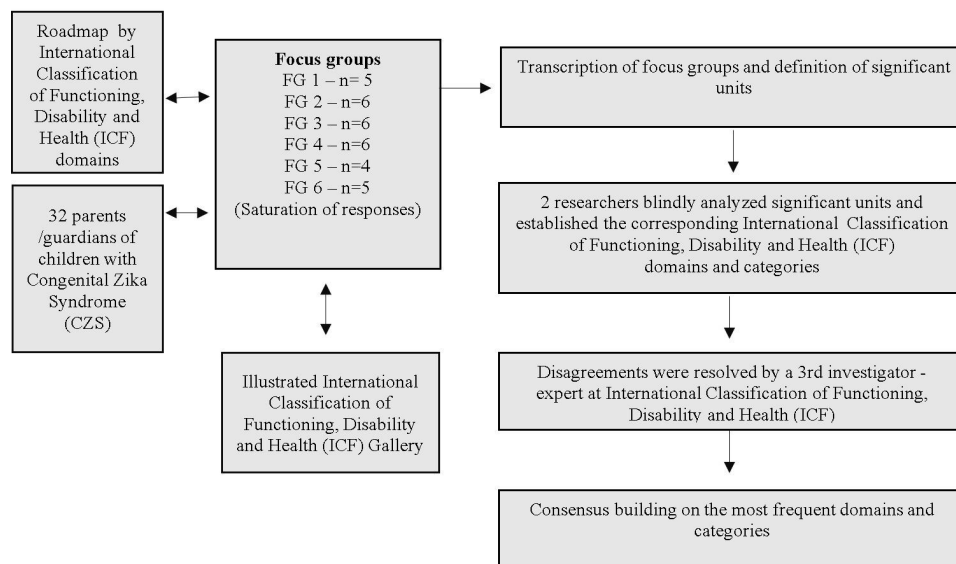 Roadmap by
International
Classification
of Functioning,
Disability and
Health (ICF)
domains
32 parents
/guardians of
children with
Congenital Zika
Syndrome
(CZS)
Focus groups
FG 1 – n= 5
FG 2 – n=6
FG 3 – n=6
FG 4 – n=6
FG 5 – n=4
FG 6 – n=5
(Saturation of responses)
Illustrated International
Classification of
Functioning, Disability
and Health (ICF) Gallery
Transcription of focus groups and definition of significant
units
2 researchers blindly analyzed significant units and
established the corresponding International Classification
of Functioning, Disability and Health (ICF)
domains and categories
Disagreements were resolved by a 3rd investigator -
expert at International Classification of Functioning,
Disability and Health (ICF)
Consensus building on the most frequent domains and
categories